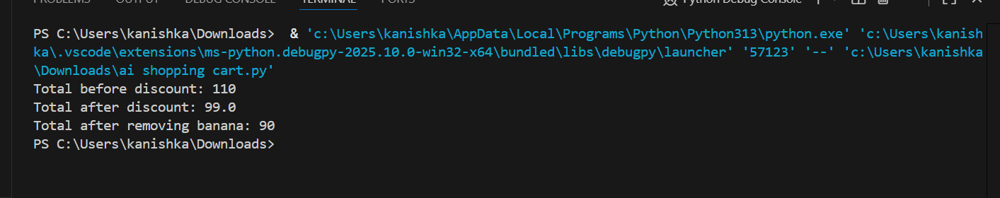 PROBLEMS OUTPUT DEBUG CONSOLE TERMINAL PORTS Python Debug Console
PS C:\Users\kanishka\Downloads>  & 'c:\Users\kanishka\AppData\Local\Programs\Python\Python313\python.exe' 'c:\Users\kanish
ka\.vscode\extensions\ms-python.debugpy-2025.10.0-win32-x64\bundled\libs\debugpy\launcher' '57123' '--' 'c:\Users\kanishka
\Downloads\ai shopping cart.py'
Total before discount: 110
Total after discount: 99.0
Total after removing banana: 90
PS C:\Users\kanishka\Downloads>